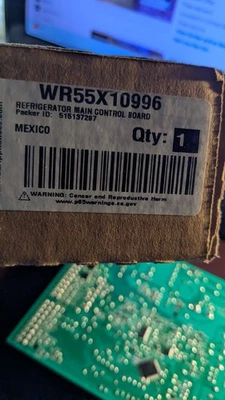 WR55X10996
REFRIGERATOR MAIN CONTROL BOARD
Packer ID: 516137297
MEXICO
Qty: 1
⚠ WARNING: Cancer and Reproductive Harm
www.p65warnings.ca.gov